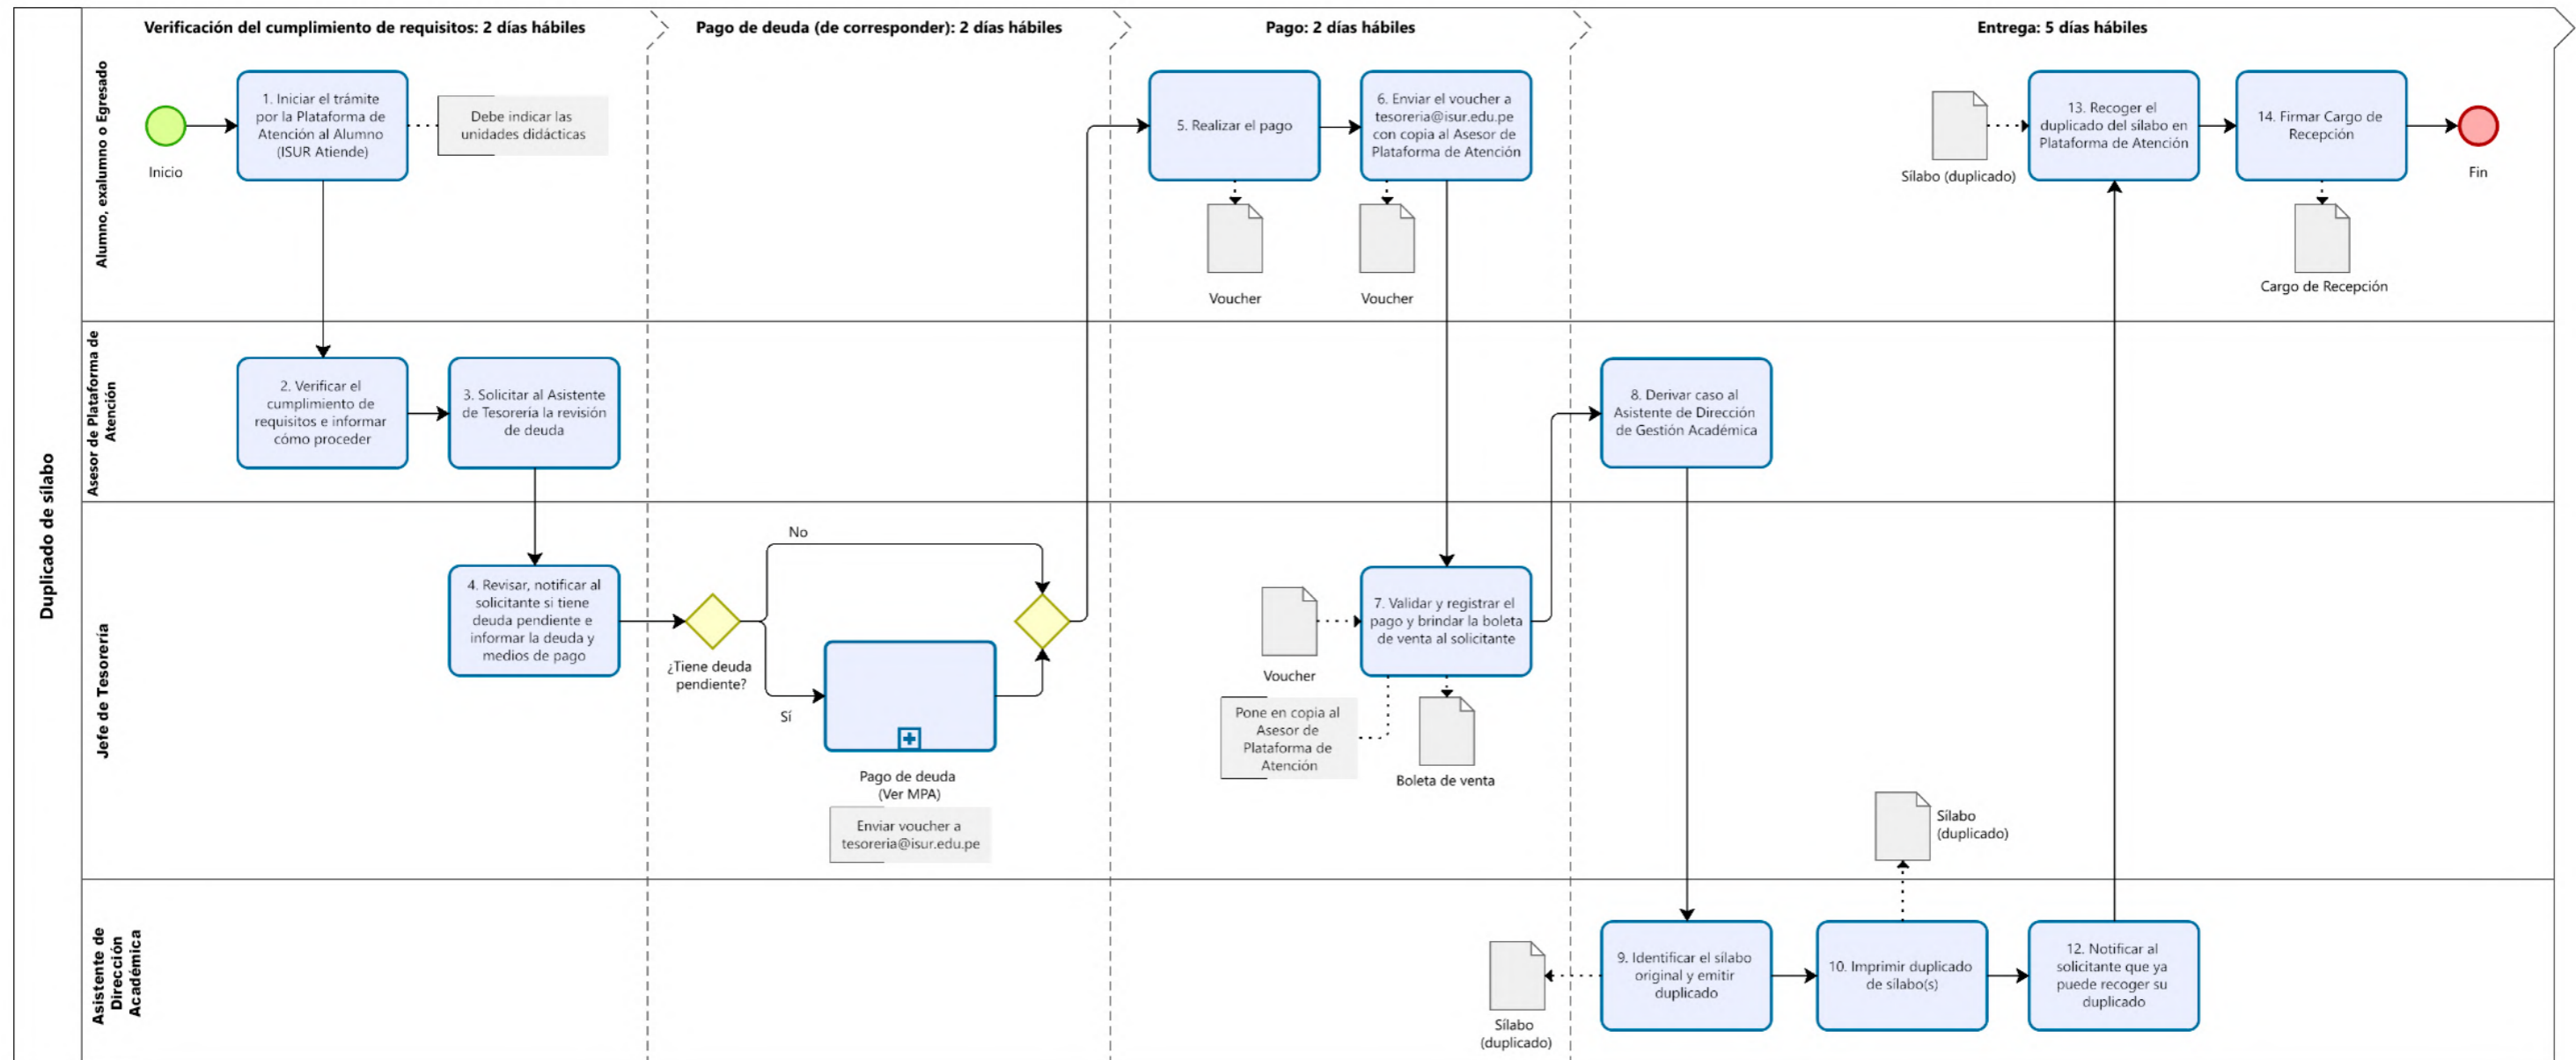 Duplicado de sílabo
Verificación del cumplimiento de requisitos: 2 días hábiles
Pago de deuda (de corresponder): 2 días hábiles
Pago: 2 días hábiles
Entrega: 5 días hábiles
Alumno, exalumno o Egresado
Inicio
1. Iniciar el trámite
por la Plataforma de
Atención al Alumno
(ISUR Atiende)
Debe indicar las
unidades didácticas
5. Realizar el pago
Voucher
6. Enviar el voucher a
tesoreria@isur.edu.pe
con copia al Asesor de
Plataforma de Atención
Voucher
Sílabo (duplicado)
13. Recoger el
duplicado del sílabo en
Plataforma de Atención
14. Firmar Cargo de
Recepción
Cargo de Recepción
Fin
Asesor de Plataforma de
Atención
2. Verificar el
cumplimiento de
requisitos e informar
cómo proceder
3. Solicitar al Asistente
de Tesorería la revisión
de deuda
8. Derivar caso al
Asistente de Dirección
de Gestión Académica
Jefe de Tesorería
4. Revisar, notificar al
solicitante si tiene
deuda pendiente e
informar la deuda y
medios de pago
¿Tiene deuda
pendiente?
No
Sí
Pago de deuda
(Ver MPA)
Enviar voucher a
tesoreria@isur.edu.pe
Voucher
7. Validar y registrar el
pago y brindar la boleta
de venta al solicitante
Pone en copia al
Asesor de
Plataforma de
Atención
Boleta de venta
Sílabo
(duplicado)
Asistente de
Dirección
Académica
Sílabo
(duplicado)
9. Identificar el sílabo
original y emitir
duplicado
10. Imprimir duplicado
de sílabo(s)
12. Notificar al
solicitante que ya
puede recoger su
duplicado